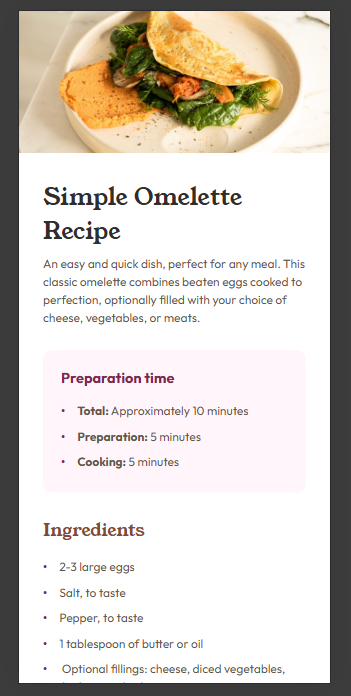 Simple Omelette
Recipe
An easy and quick dish, perfect for any meal. This
classic omelette combines beaten eggs cooked to
perfection, optionally filled with your choice of
cheese, vegetables, or meats.
Preparation time
• Total: Approximately 10 minutes
• Preparation: 5 minutes
• Cooking: 5 minutes
Ingredients
• 2-3 large eggs
• Salt, to taste
• Pepper, to taste
• 1 tablespoon of butter or oil
• Optional fillings: cheese, diced vegetables,